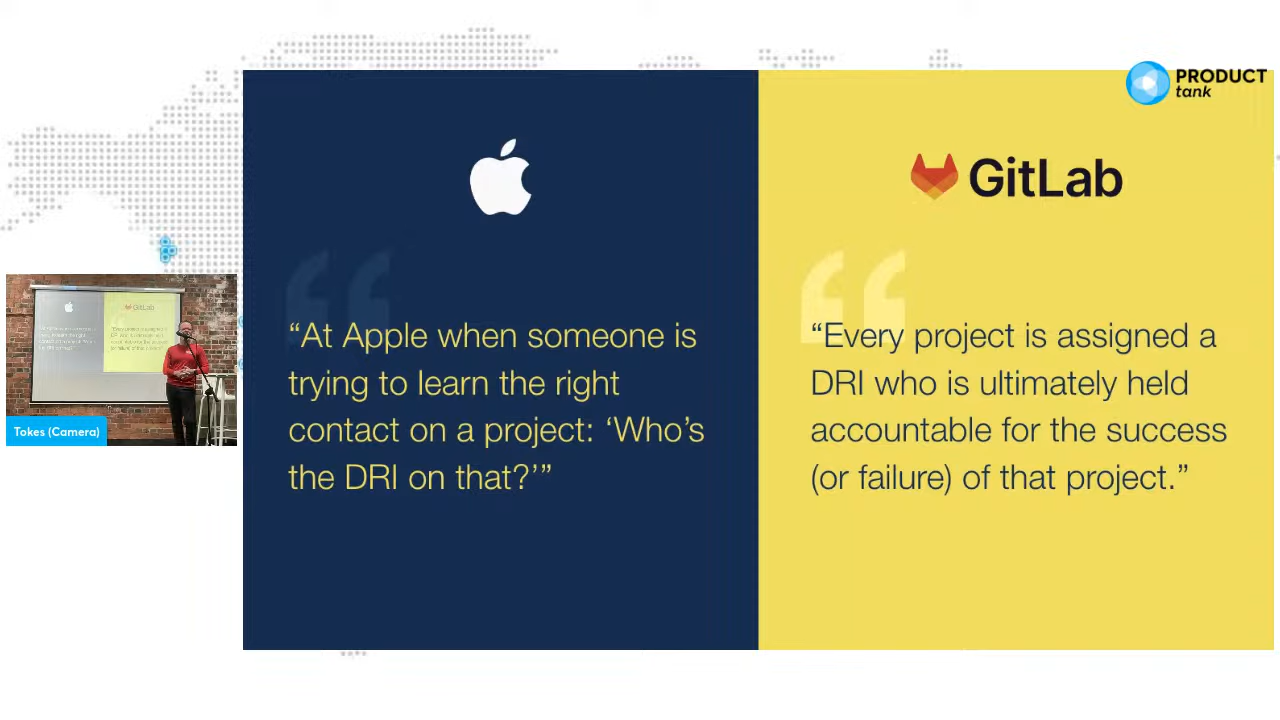 PRODUCT
tank
GitLab
“At Apple when someone is
trying to learn the right
contact on a project: ‘Who’s
the DRI on that?’”
“Every project is assigned a
DRI who is ultimately held
accountable for the success
(or failure) of that project.”
Tokes (Camera)